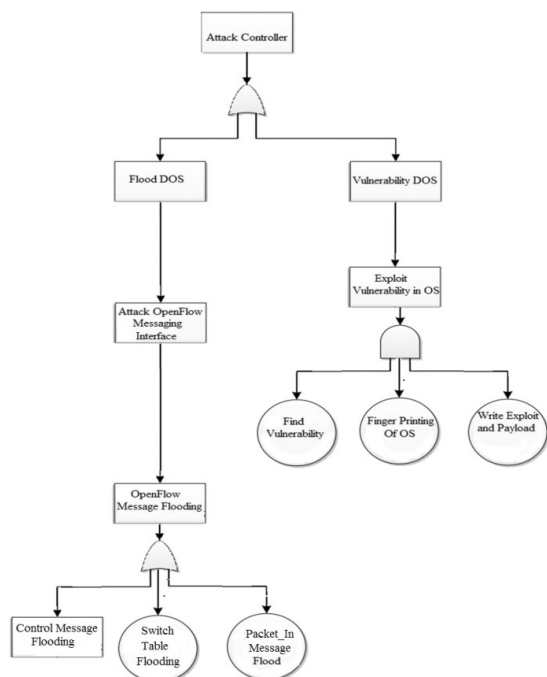 Attack Controller
Flood DOS
Vulnerability DOS
Exploit
Vulnerability in OS
Attack OpenFlow
Messaging
Interface
Find
Vulnerability
Finger Printing
Of OS
Write Exploit
and Payload
OpenFlow
Message Flooding
Control Message
Flooding
Switch
Table
Flooding
Packet_In
Message
Flood